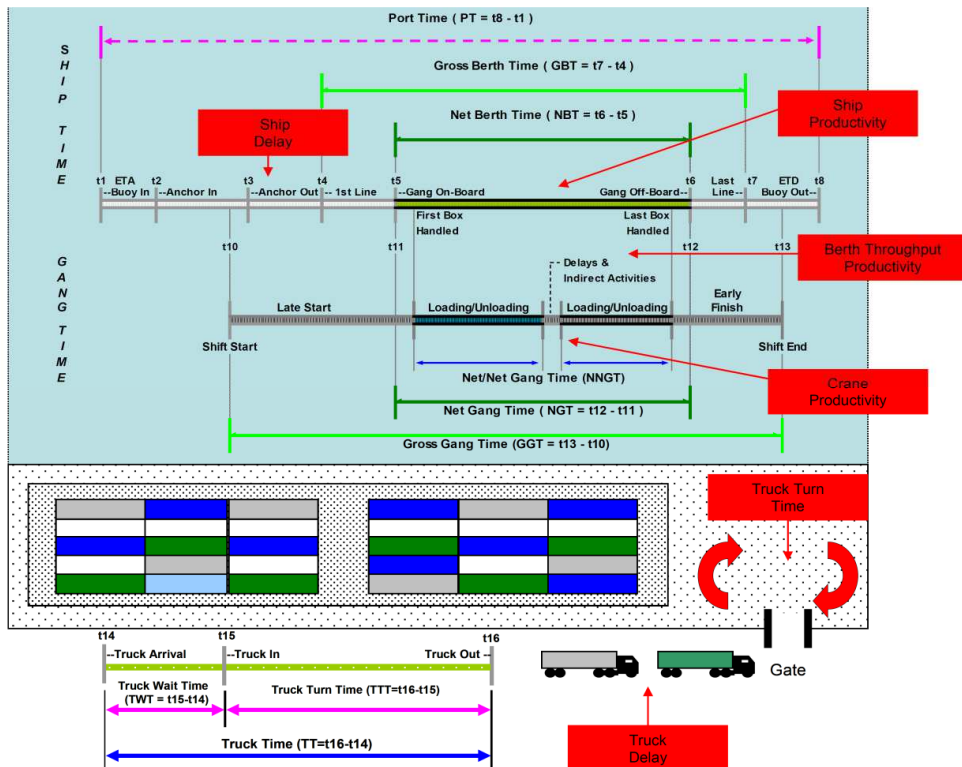 Port Time ( PT = t8 - t1 )
SHIP TIME
Gross Berth Time ( GBT = t7 - t4 )
Ship
Productivity
Net Berth Time ( NBT = t6 - t5 )
Ship
Delay
t1 ETA t2 t3 t4 t5 t6 Last t7 ETD t8
--Buoy In --Anchor In --Anchor Out -- 1st Line --Gang On-Board Gang Off-Board -- Line-- Buoy Out--
First Box
Handled
Last Box
Handled
t10 t11 t12 t13
GANG TIME
Berth Throughput
Productivity
Delays &
Indirect Activities
Late Start Loading/Unloading Loading/Unloading Early
Finish
Shift Start Shift End
Net/Net Gang Time (NNGT)
Crane
Productivity
Net Gang Time ( NGT = t12 - t11 )
Gross Gang Time (GGT = t13 - t10)
Truck Turn
Time
t14 t15 t16
--Truck Arrival --Truck In Truck Out --
Truck Wait Time
(TWT = t15-t14)
Truck Turn Time (TTT=t16-t15)
Gate
Truck Time (TT=t16-t14)
Truck
Delay